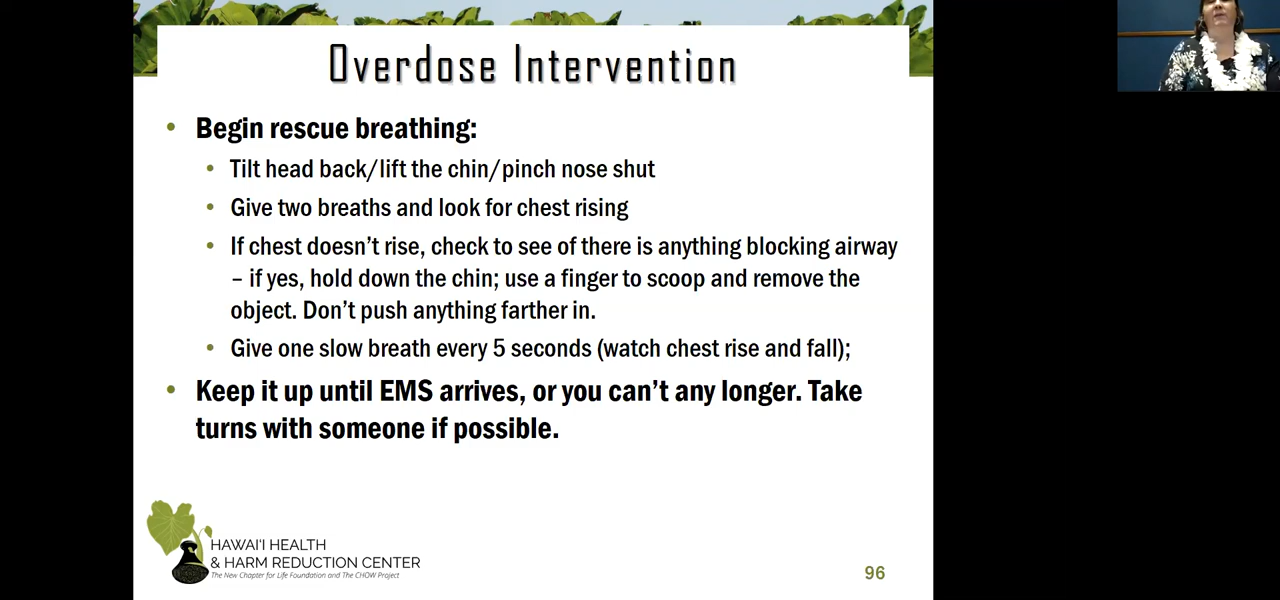 Overdose Intervention
• Begin rescue breathing:
• Tilt head back/lift the chin/pinch nose shut
• Give two breaths and look for chest rising
• If chest doesn't rise, check to see of there is anything blocking airway
– if yes, hold down the chin; use a finger to scoop and remove the
object. Don't push anything farther in.
• Give one slow breath every 5 seconds (watch chest rise and fall);
• Keep it up until EMS arrives, or you can't any longer. Take
turns with someone if possible.
HAWAI'I HEALTH
& HARM REDUCTION CENTER
The New Chapter for Life Foundation and The CHOW Project
96